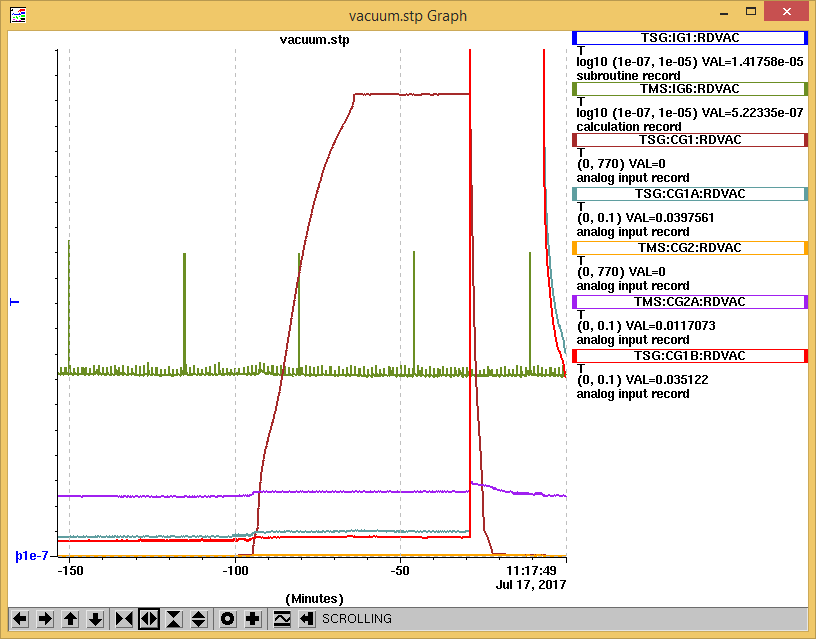 vacuum.stp Graph
vacuum.stp
TSG:IG1:RDVAC
T
log10 (1e-07, 1e-05) VAL=1.41758e-05
subroutine record
TMS:IG6:RDVAC
T
log10 (1e-07, 1e-05) VAL=5.22335e-07
calculation record
TSG:CG1:RDVAC
T
(0, 770) VAL=0
analog input record
TSG:CG1A:RDVAC
T
(0, 0.1) VAL=0.0397561
analog input record
TMS:CG2:RDVAC
T
(0, 770) VAL=0
analog input record
TMS:CG2A:RDVAC
T
(0, 0.1) VAL=0.0117073
analog input record
TSG:CG1B:RDVAC
T
(0, 0.1) VAL=0.035122
analog input record
T
1e-7
-150
-100
-50
11:17:49
Jul 17, 2017
(Minutes)
SCROLLING